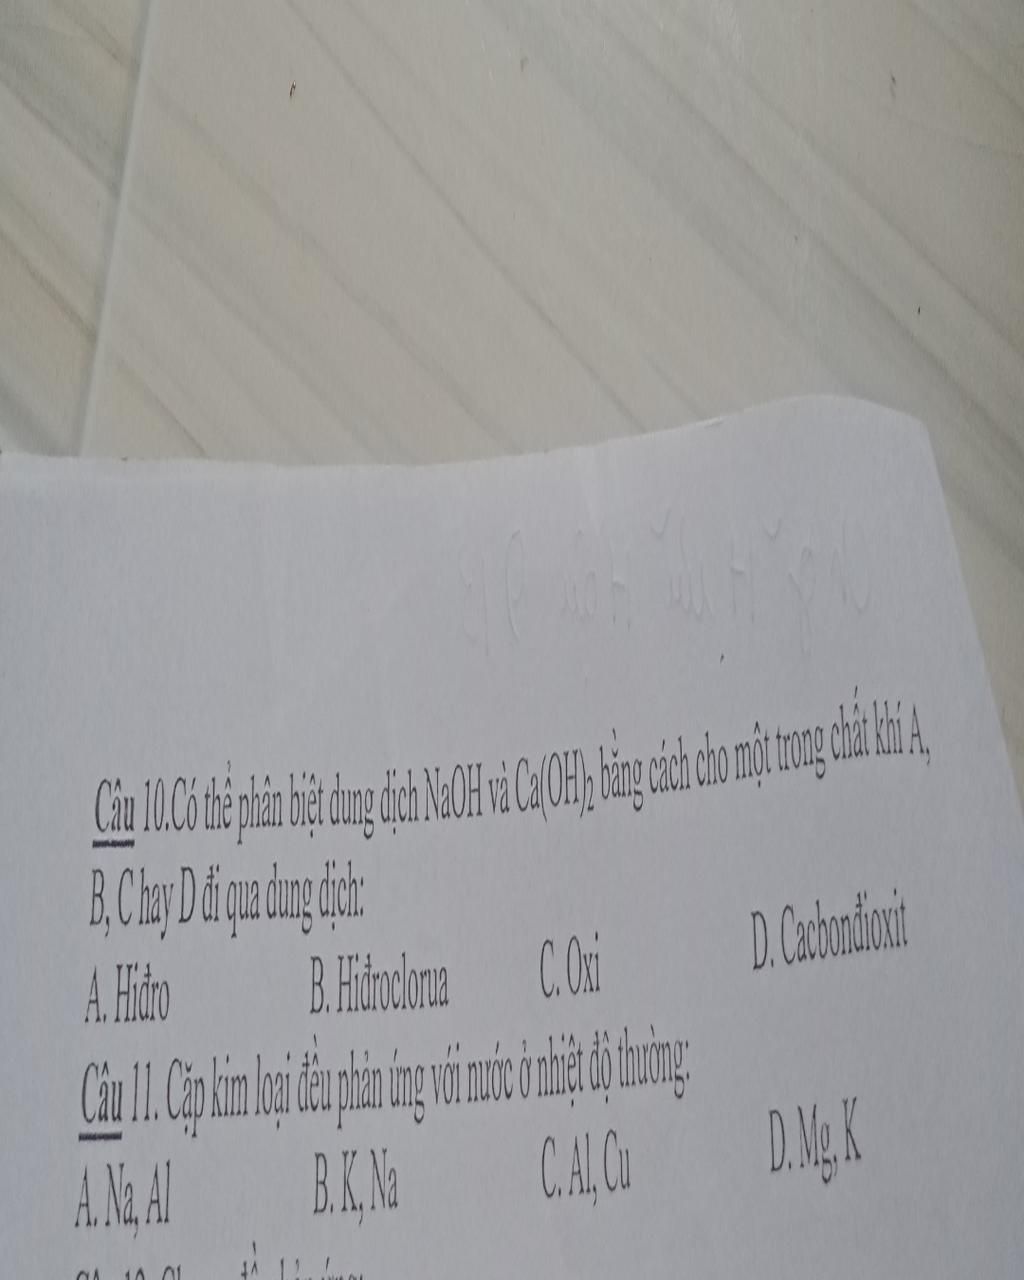 Câu 10.Có thể phân biệt dung dịch NaOH và Ca(OH)₂ bằng cách cho một trong chất khí A,
B, C hay D đi qua dung dịch:
A. Hiđro B. Hiđroclorua C. Oxi D. Cacbonđioxit
Câu 11. Cặp kim loại đều phản ứng với nước ở nhiệt độ thường:
A. Na, Al B. K, Na C. Al, Cu D. Mg, K